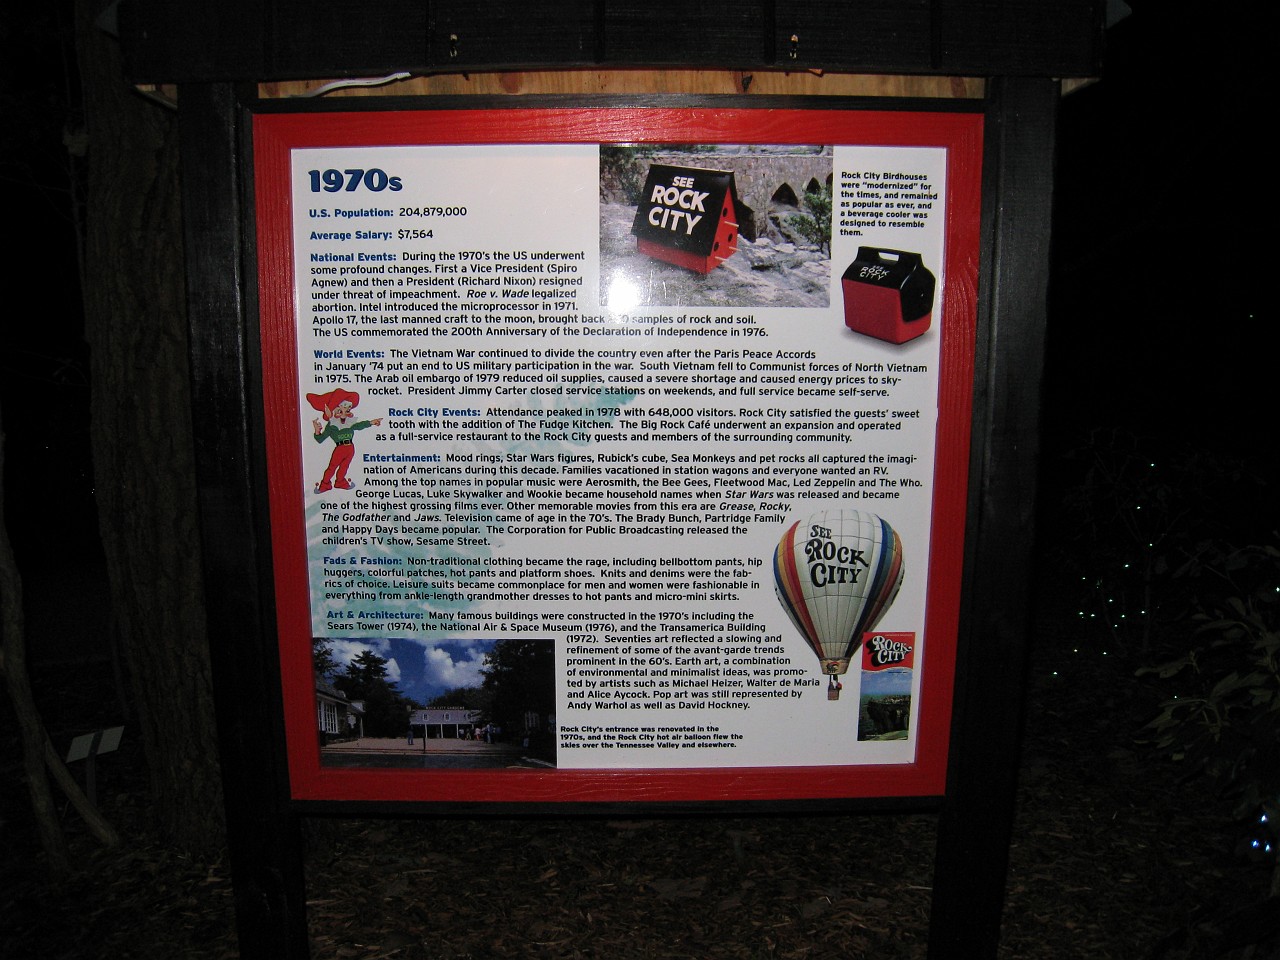 1970s
U.S. Population: 204,879,000
Average Salary: $7,564
National Events: During the 1970's the US underwent
some profound changes. First a Vice President (Spiro
Agnew) and then a President (Richard Nixon) resigned
under threat of impeachment. Roe v. Wade legalized
abortion. Intel introduced the microprocessor in 1971.
Apollo 17, the last manned craft to the moon, brought back samples of rock and soil.
The US commemorated the 200th Anniversary of the Declaration of Independence in 1976.
SEE
ROCK
CITY
Rock City Birdhouses
were "modernized" for
the times, and remained
as popular as ever, and
a beverage cooler was
designed to resemble
them.
SEE
ROCK
CITY
World Events: The Vietnam War continued to divide the country even after the Paris Peace Accords
in January '74 put an end to US military participation in the war. South Vietnam fell to Communist forces of North Vietnam
in 1975. The Arab oil embargo of 1979 reduced oil supplies, caused a severe shortage and caused energy prices to sky-
rocket. President Jimmy Carter closed service stations on weekends, and full service became self-serve.
Rock City Events: Attendance peaked in 1978 with 648,000 visitors. Rock City satisfied the guests' sweet
tooth with the addition of The Fudge Kitchen. The Big Rock Café underwent an expansion and operated
as a full-service restaurant to the Rock City guests and members of the surrounding community.
Entertainment: Mood rings, Star Wars figures, Rubick's cube, Sea Monkeys and pet rocks all captured the imagi-
nation of Americans during this decade. Families vacationed in station wagons and everyone wanted an RV.
Among the top names in popular music were Aerosmith, the Bee Gees, Fleetwood Mac, Led Zeppelin and The Who.
George Lucas, Luke Skywalker and Wookie became household names when Star Wars was released and became
one of the highest grossing films ever. Other memorable movies from this era are Grease, Rocky,
The Godfather and Jaws. Television came of age in the 70's. The Brady Bunch, Partridge Family
and Happy Days became popular. The Corporation for Public Broadcasting released the
children's TV show, Sesame Street.
Fads & Fashion: Non-traditional clothing became the rage, including bellbottom pants, hip
huggers, colorful patches, hot pants and platform shoes. Knits and denims were the fab-
rics of choice. Leisure suits became commonplace for men and women were fashionable in
everything from ankle-length grandmother dresses to hot pants and micro-mini skirts.
Art & Architecture: Many famous buildings were constructed in the 1970's including the
Sears Tower (1974), the National Air & Space Museum (1976), and the Transamerica Building
(1972). Seventies art reflected a slowing and
refinement of some of the avant-garde trends
prominent in the 60's. Earth art, a combination
of environmental and minimalist ideas, was promo-
ted by artists such as Michael Heizer, Walter de Maria
and Alice Aycock. Pop art was still represented by
Andy Warhol as well as David Hockney.
SEE
ROCK
CITY
ROCK
CITY
ROCK CITY GARDENS
Rock City's entrance was renovated in the
1970s, and the Rock City hot air balloon flew the
skies over the Tennessee Valley and elsewhere.